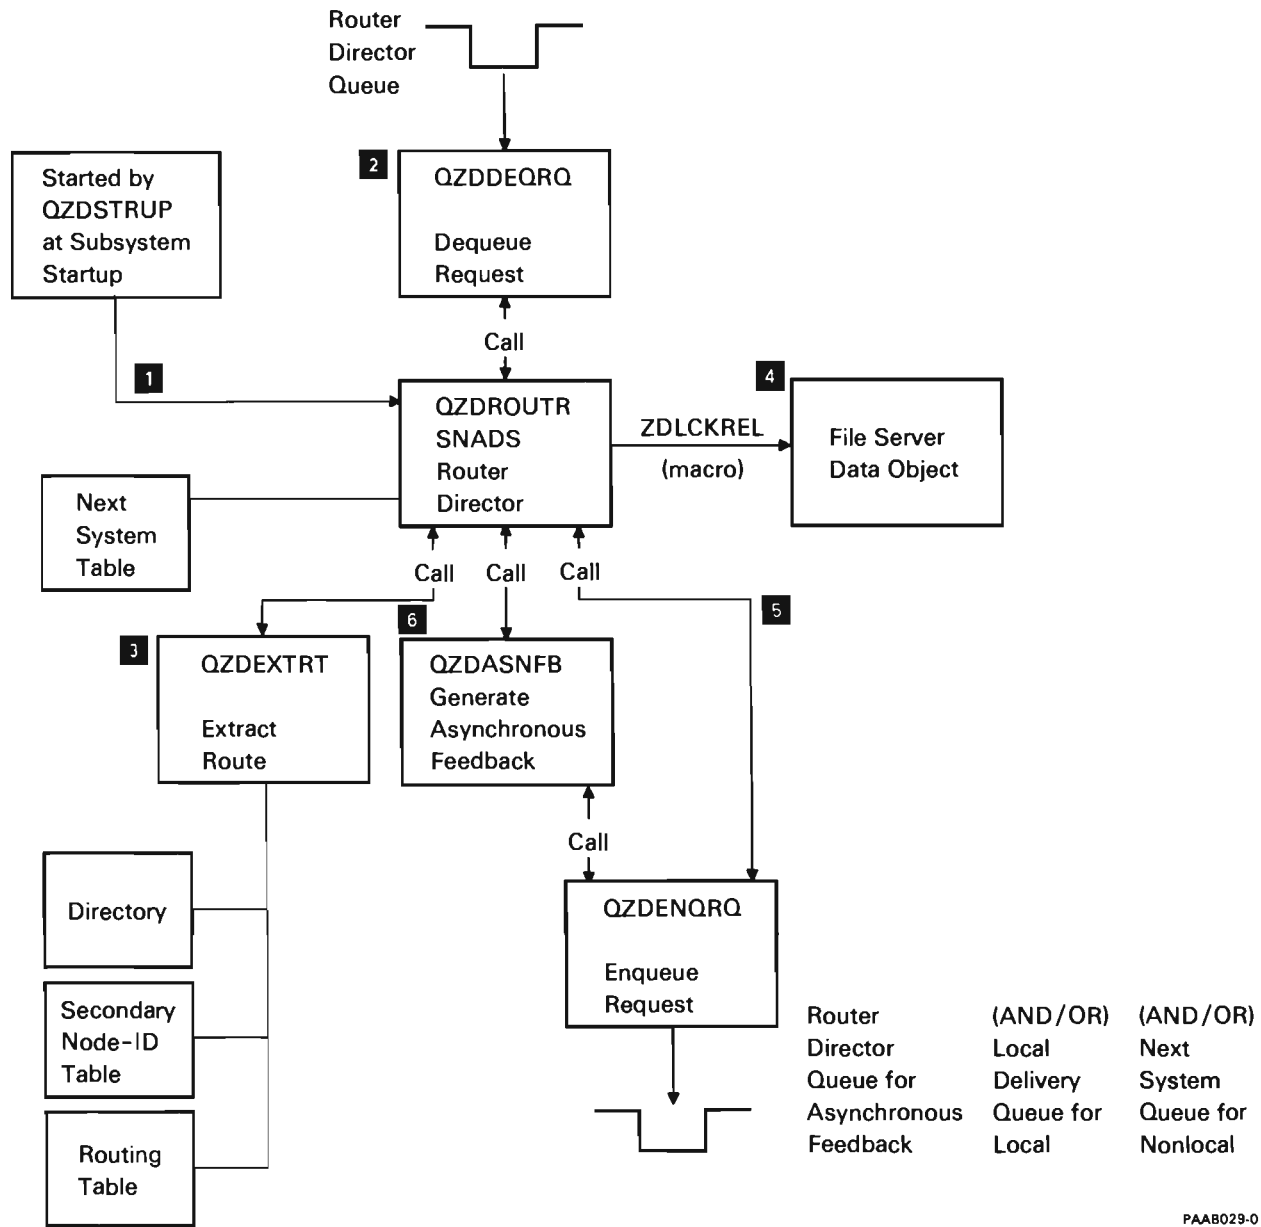 Router
Director
Queue
2
QZDDEQRQ
Dequeue
Request
Started by
QZDSTRUP
at Subsystem
Startup
Call
1
4
QZDROUTR
SNADS
Router
Director
ZDLCKREL
(macro)
File Server
Data Object
Next
System
Table
Call
Call
Call
6
5
3
QZDEXTRT
Extract
Route
QZDASNFB
Generate
Asynchronous
Feedback
Call
Directory
QZDENQRQ
Enqueue
Request
Secondary
Node-ID
Table
Router
Director
Queue for
Asynchronous
Feedback
(AND/OR)
Local
Delivery
Queue for
Local
(AND/OR)
Next
System
Queue for
Nonlocal
Routing
Table
PAAB029-0